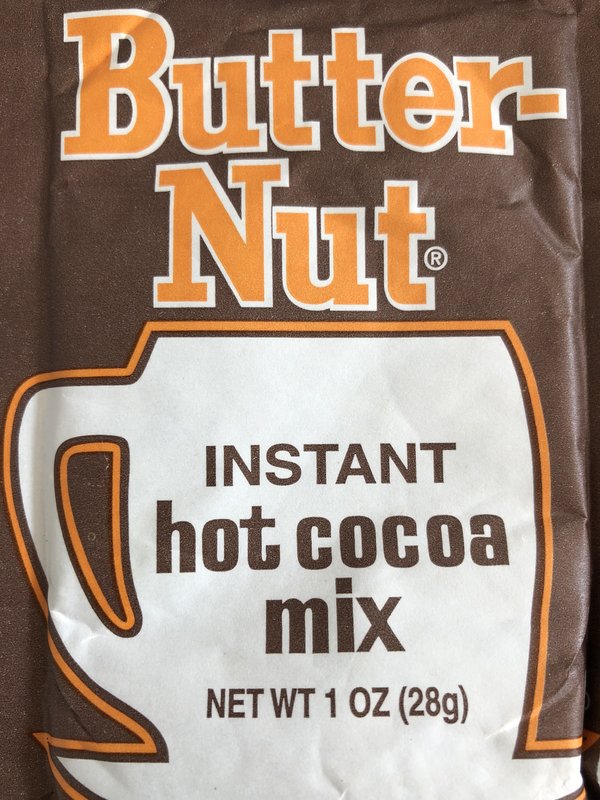 Butter-
Nut®
INSTANT
hot cocoa
mix
NET WT 1 OZ (28g)